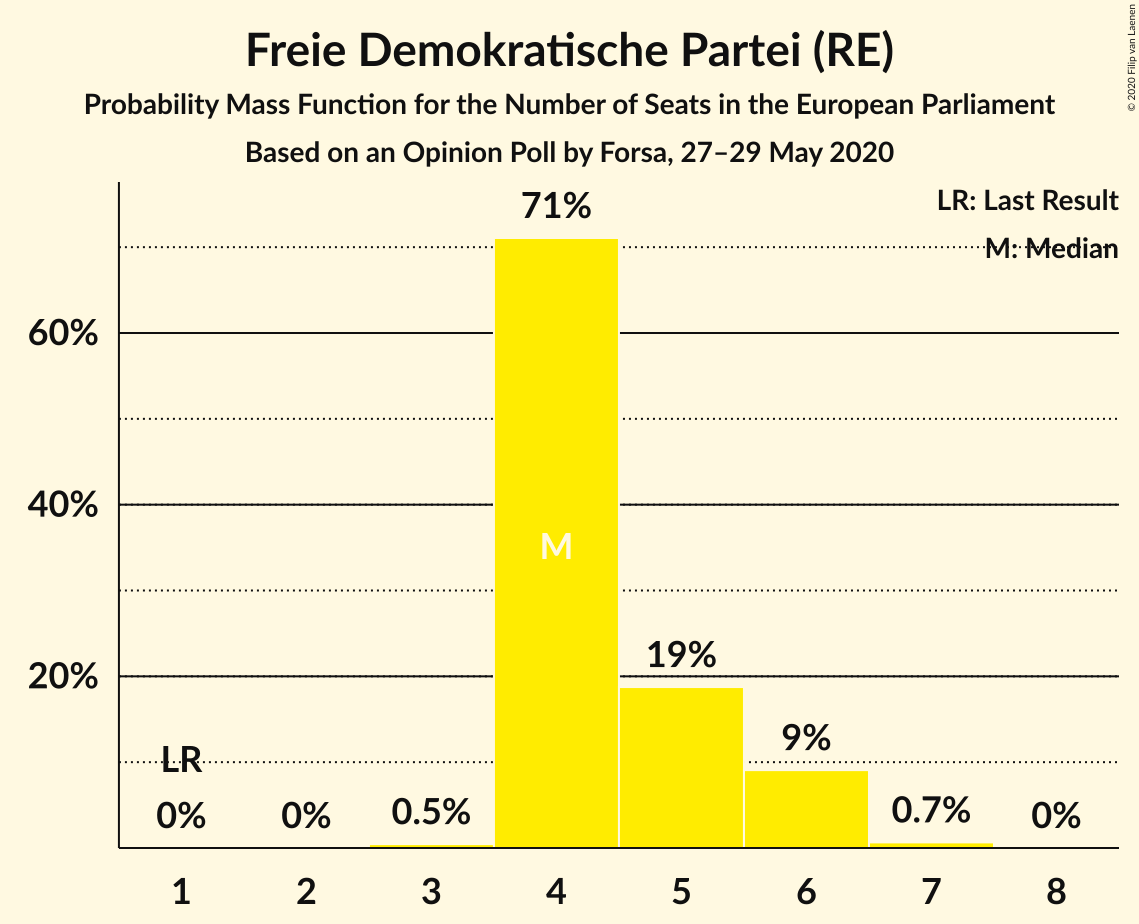 Freie Demokratische Partei (RE)
Probability Mass Function for the Number of Seats in the European Parliament
Based on an Opinion Poll by Forsa, 27–29 May 2020
© 2020 Filip van Laenen
LR: Last Result
M: Median
71%
60%
40%
M
19%
20%
9%
LR
0%
0%
0.5%
0.7%
0%
1 2 3 4 5 6 7 8